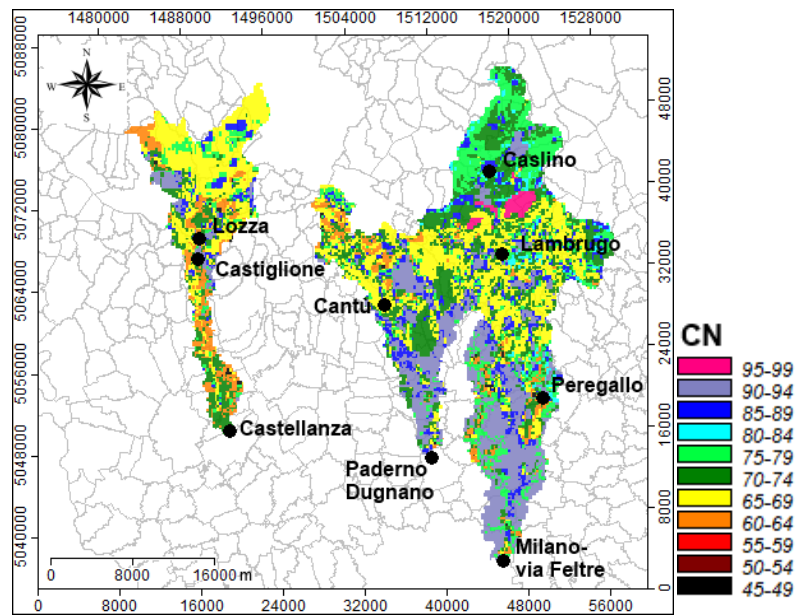 1480000 1488000 1496000 1504000 1512000 1520000 1528000
5088000
5080000
5072000
5064000
5056000
5048000
5040000
N
W E
S
48000
40000
32000
24000
16000
8000
0
Caslino
Lozza
Lambrugo
Castiglione
Cantú
Peregallo
Castellanza
Paderno
Dugnano
Milano-
via Feltre
0 8000 16000 m
0 8000 16000 24000 32000 40000 48000 56000
CN
95-99
90-94
85-89
80-84
75-79
70-74
65-69
60-64
55-59
50-54
45-49